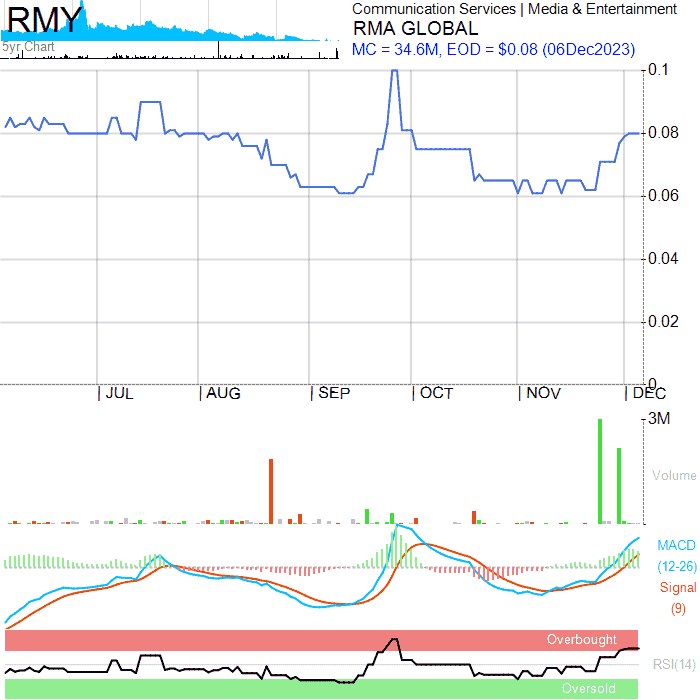 RMY
5yr Chart
Communication Services | Media & Entertainment
RMA GLOBAL
MC = 34.6M, EOD = $0.08 (06Dec2023)
0.1
0.08
0.06
0.04
0.02
0
JUL AUG SEP OCT NOV DEC
3M
Volume
MACD
(12-26)
Signal
(9)
Overbought
RSI(14)
Oversold